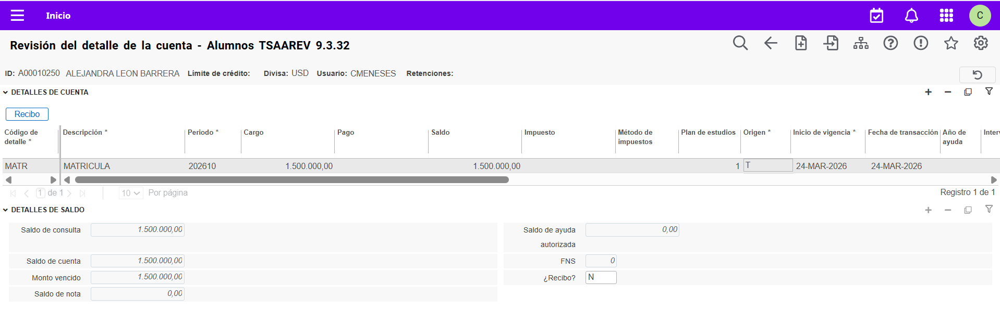 Inicio
C
Revisión del detalle de la cuenta - Alumnos TSAAREV 9.3.32
ID: A00010250 ALEJANDRA LEON BARRERA Límite de crédito: Divisa: USD Usuario: CMENESES Retenciones:
DETALLES DE CUENTA
Recibo
Código de detalle * Descripción * Periodo * Cargo Pago Saldo Impuesto Método de impuestos Plan de estudios Origen * Inicio de vigencia * Fecha de transacción Año de ayuda Interv
MATR MATRICULA 202610 1.500.000,00 1.500.000,00 1 T 24-MAR-2026 24-MAR-2026
1 de 1 10 Por página Registro 1 de 1
DETALLES DE SALDO
Saldo de consulta 1.500.000,00 Saldo de ayuda autorizada 0,00
Saldo de cuenta 1.500.000,00 FNS 0
Monto vencido 1.500.000,00 ¿Recibo? N
Saldo de nota 0,00